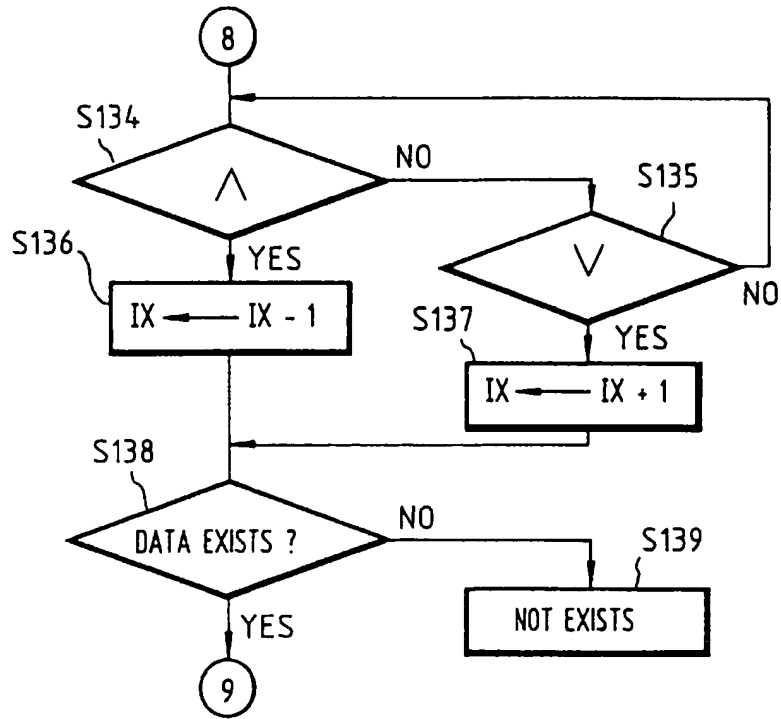 8
S134
∧
NO
S135
∨
NO
YES
S136
IX ← IX - 1
S137
YES
IX ← IX + 1
S138
DATA EXISTS ?
NO
S139
NOT EXISTS
YES
9